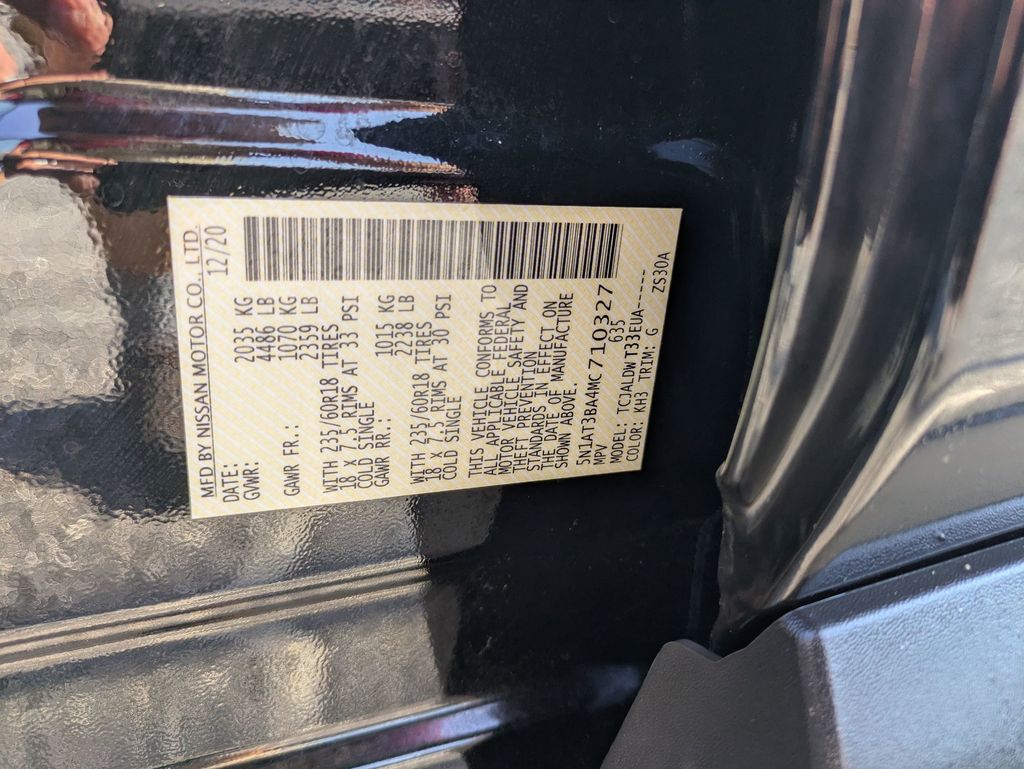 MFD BY NISSAN MOTOR CO., LTD.
DATE: 12/20
GVWR: 2035 KG
4486 LB
GAWR FR.: 1070 KG
2359 LB
WITH 235/60R18 TIRES
18 X 7.5 RIMS AT 33 PSI
COLD SINGLE
GAWR RR.: 1015 KG
2238 LB
WITH 235/60R18 TIRES
18 X 7.5 RIMS AT 30 PSI
COLD SINGLE
THIS VEHICLE CONFORMS TO
ALL APPLICABLE FEDERAL
MOTOR VEHICLE SAFETY AND
THEFT PREVENTION
STANDARDS IN EFFECT ON
THE DATE OF MANUFACTURE
SHOWN ABOVE.
5N1AT3BA4MC710327
MPV 635
MODEL: TCJALDWT33EUA-----
COLOR: KH3 TRIM: G ZS30A